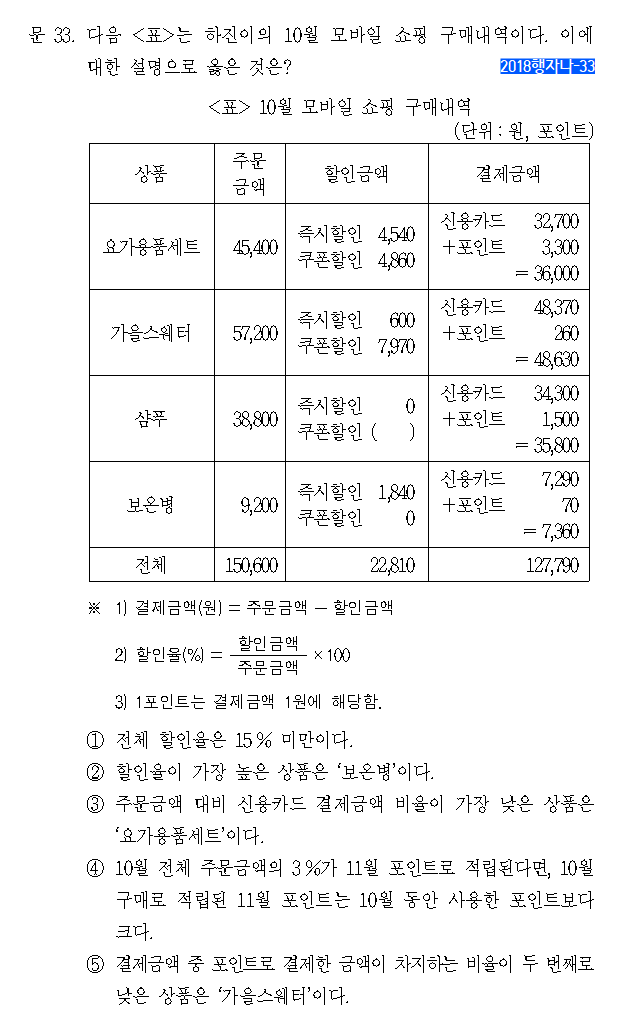 문 33. 다음 <표>는 하진이의 10월 모바일 쇼핑 구매내역이다. 이에
대한 설명으로 옳은 것은?
2018행자나-33
<표> 10월 모바일 쇼핑 구매내역
(단위 : 원, 포인트)
상품 주문 금액 할인금액 결제금액
요가용품세트 45,400 즉시할인 4,540 쿠폰할인 4,860 신용카드 32,700 +포인트 3,300 = 36,000
가을스웨터 57,200 즉시할인 600 쿠폰할인 7,970 신용카드 48,370 +포인트 260 = 48,630
샴푸 38,800 즉시할인 0 쿠폰할인 ( ) 신용카드 34,300 +포인트 1,500 = 35,800
보온병 9,200 즉시할인 1,840 쿠폰할인 0 신용카드 7,290 +포인트 70 = 7,360
전체 150,600 22,810 127,790
※ 1) 결제금액(원) = 주문금액 - 할인금액
2) 할인율(%) = 할인금액 / 주문금액 × 100
3) 1포인트는 결제금액 1원에 해당함.
① 전체 할인율은 15 % 미만이다.
② 할인율이 가장 높은 상품은 ‘보온병’이다.
③ 주문금액 대비 신용카드 결제금액 비율이 가장 낮은 상품은
‘요가용품세트’이다.
④ 10월 전체 주문금액의 3 %가 11월 포인트로 적립된다면, 10월
구매로 적립된 11월 포인트는 10월 동안 사용한 포인트보다
크다.
⑤ 결제금액 중 포인트로 결제한 금액이 차지하는 비율이 두 번째로
낮은 상품은 ‘가을스웨터’이다.